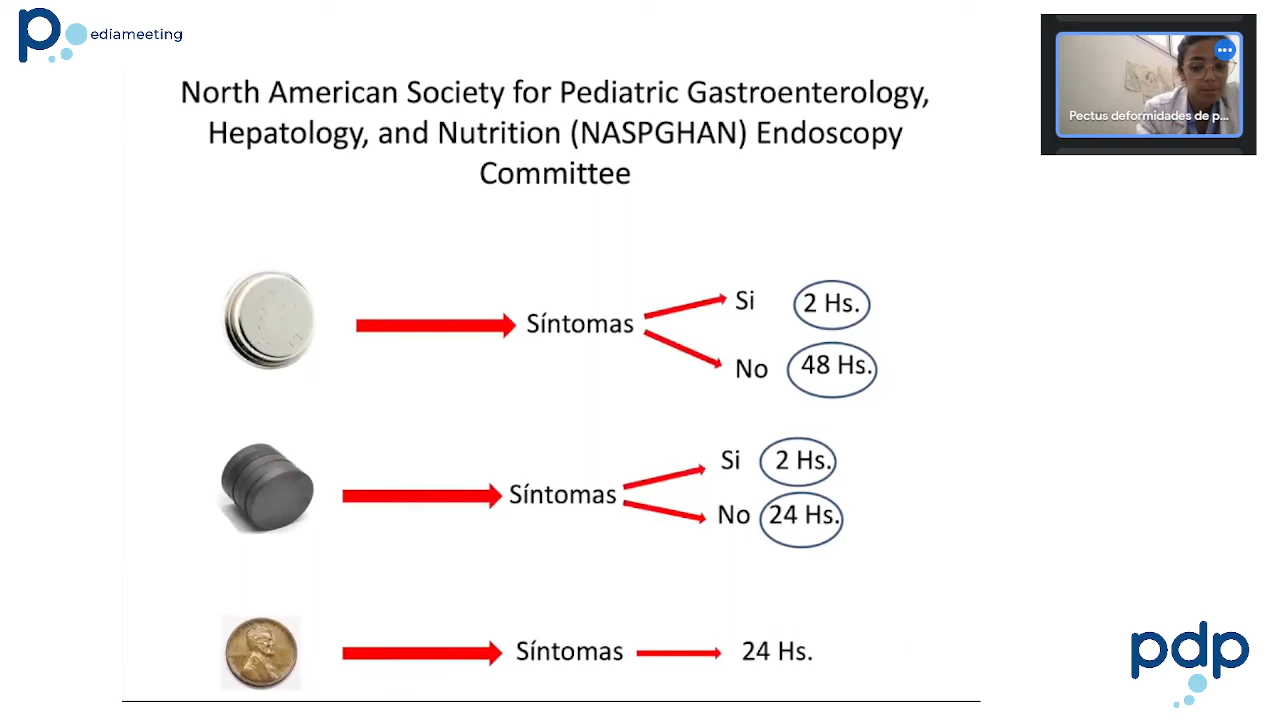 pediameeting
Pectus deformidades de p...
North American Society for Pediatric Gastroenterology,
Hepatology, and Nutrition (NASPGHAN) Endoscopy
Committee
Síntomas
Si
2 Hs.
No
48 Hs.
Síntomas
Si
2 Hs.
No
24 Hs.
Síntomas
24 Hs.
pdp